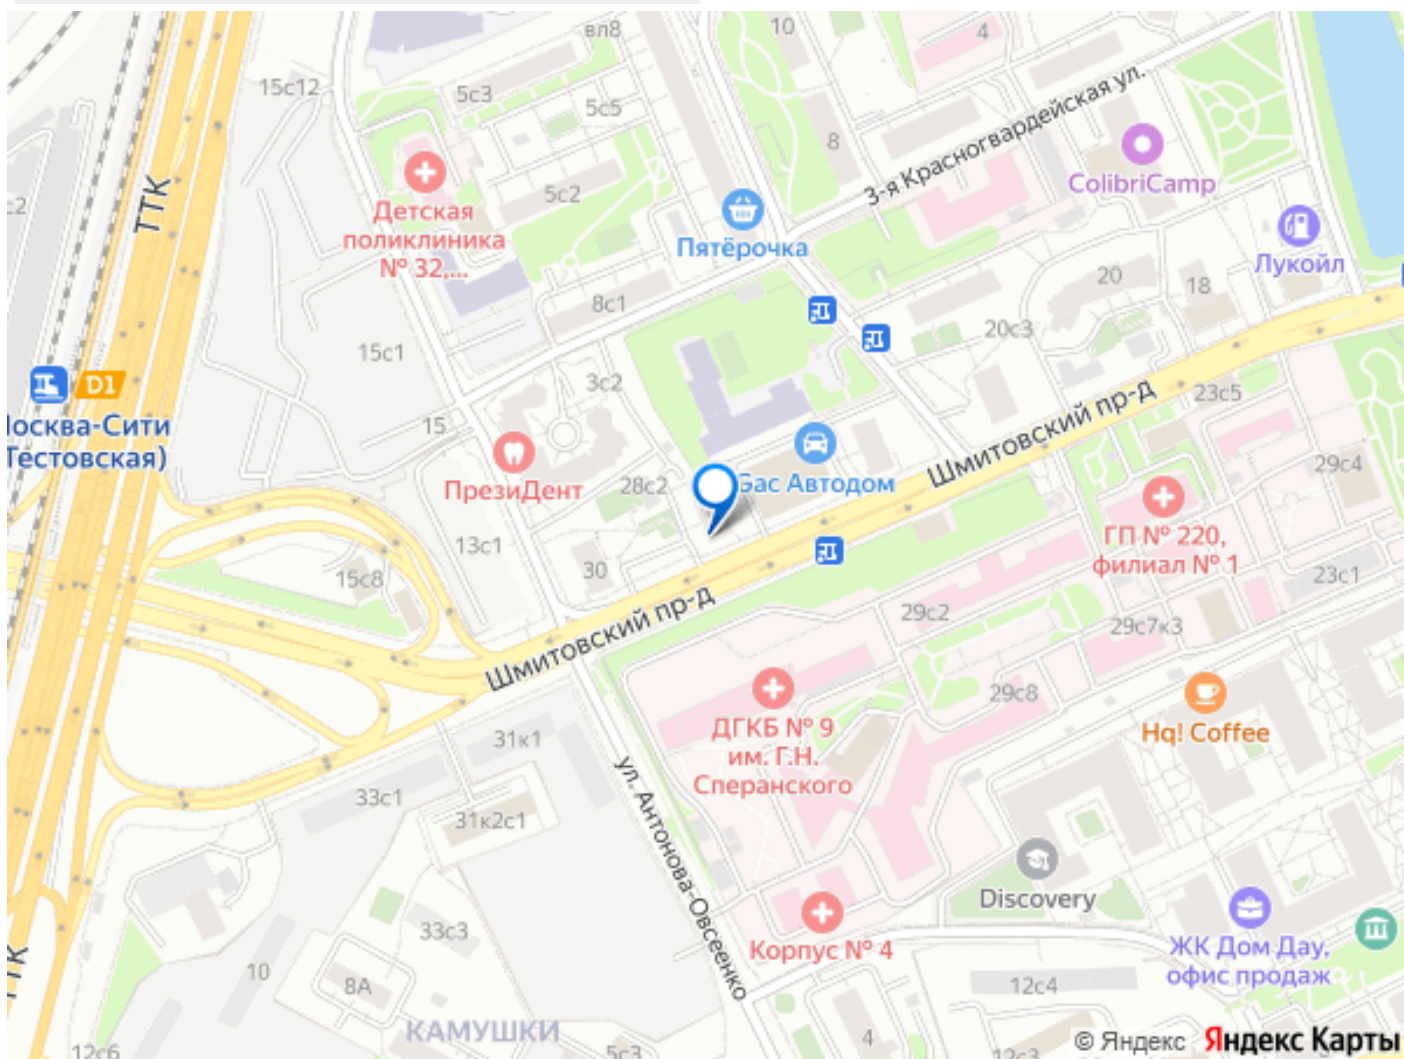 вл8
10
4
15с12
5с3
5с5
3-я Красногвардейская ул.
8
ТТК
ColibriCamp
5с2
Детская
поликлиника
№ 32,...
Пятёрочка
Лукойл
20
18
8с1
20с3
15с1
D1
3с2
23с5
Москва-Сити
(Тестовская)
15
Шмитовский пр-д
29с4
ПрезиДент
28с2
Бас Автодом
ГП № 220,
филиал № 1
13с1
15с8
30
23с1
Шмитовский пр-д
29с2
29с7к3
29с8
ДГКБ № 9
им. Г.Н.
Сперанского
Hq! Coffee
31к1
33с1
31к2с1
ул. Антонова-Овсеенко
Discovery
33с3
Корпус № 4
ЖК Дом Дау,
офис продаж
10
8А
12с4
ТТК
КАМУШКИ
4
12с6
5с3
© Яндекс Яндекс Карты